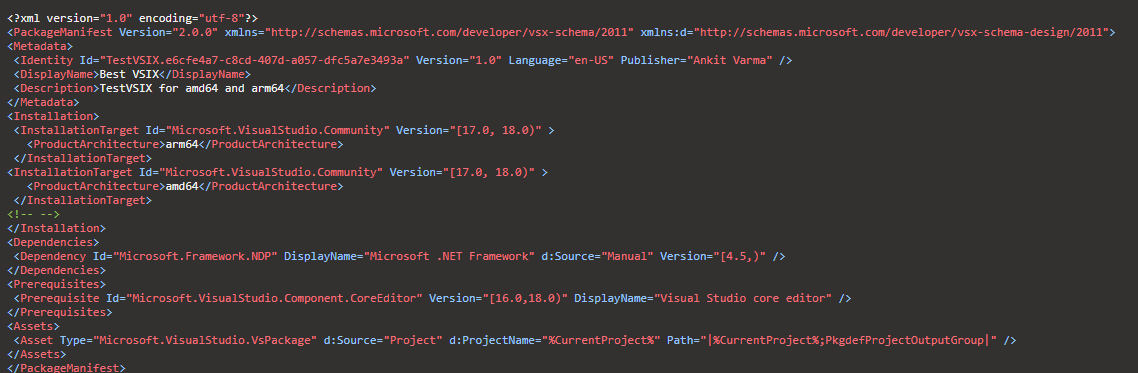 <?xml version="1.0" encoding="utf-8"?>
<PackageManifest Version="2.0.0" xmlns="http://schemas.microsoft.com/developer/vsx-schema/2011" xmlns:d="http://schemas.microsoft.com/developer/vsx-schema-design/2011">
<Metadata>
<Identity Id="TestVSIX.e6cfe4a7-c8cd-407d-a057-dfc5a7e3493a" Version="1.0" Language="en-US" Publisher="Ankit Varma" />
<DisplayName>Best VSIX</DisplayName>
<Description>TestVSIX for amd64 and arm64</Description>
</Metadata>
<Installation>
<InstallationTarget Id="Microsoft.VisualStudio.Community" Version="[17.0, 18.0)" >
<ProductArchitecture>arm64</ProductArchitecture>
</InstallationTarget>
<InstallationTarget Id="Microsoft.VisualStudio.Community" Version="[17.0, 18.0)" >
<ProductArchitecture>amd64</ProductArchitecture>
</InstallationTarget>
<!-- -->
</Installation>
<Dependencies>
<Dependency Id="Microsoft.Framework.NDP" DisplayName="Microsoft .NET Framework" d:Source="Manual" Version="[4.5,)" />
</Dependencies>
<Prerequisites>
<Prerequisite Id="Microsoft.VisualStudio.Component.CoreEditor" Version="[16.0,18.0)" DisplayName="Visual Studio core editor" />
</Prerequisites>
<Assets>
<Asset Type="Microsoft.VisualStudio.VsPackage" d:Source="Project" d:ProjectName="%CurrentProject%" Path="|%CurrentProject%;PkgdefProjectOutputGroup|" />
</Assets>
</PackageManifest>